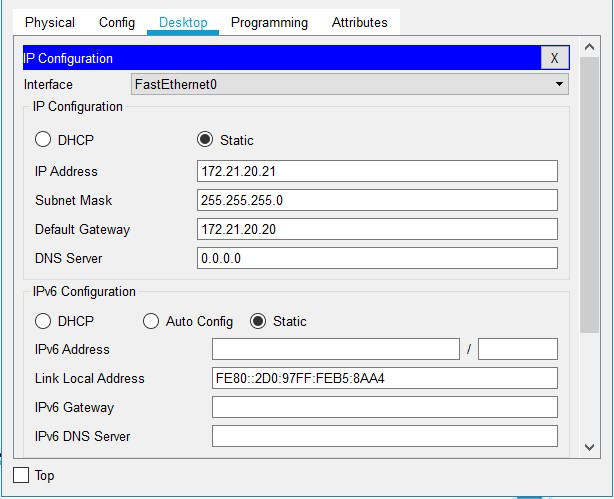 Physical Config Desktop Programming Attributes
IP Configuration X
Interface FastEthernet0
IP Configuration
DHCP Static
IP Address 172.21.20.21
Subnet Mask 255.255.255.0
Default Gateway 172.21.20.20
DNS Server 0.0.0.0
IPv6 Configuration
DHCP Auto Config Static
IPv6 Address /
Link Local Address FE80::2D0:97FF:FEB5:8AA4
IPv6 Gateway
IPv6 DNS Server
Top